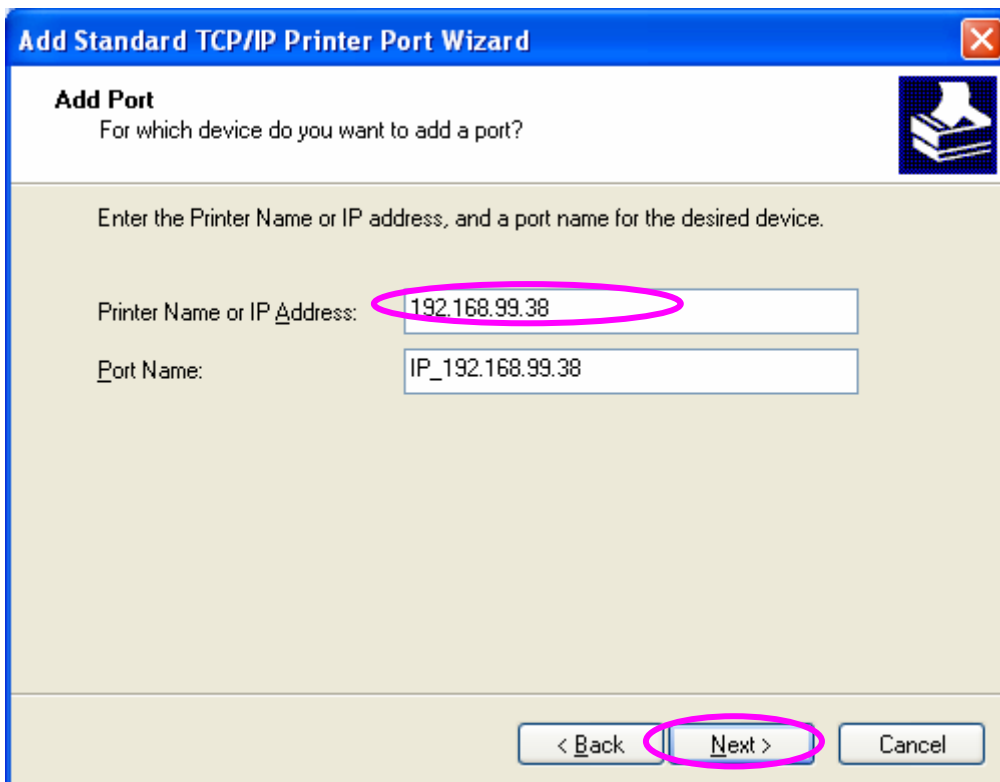 Add Standard TCP/IP Printer Port Wizard
Add Port
For which device do you want to add a port?
Enter the Printer Name or IP address, and a port name for the desired device.
Printer Name or IP Address: 192.168.99.38
Port Name: IP_192.168.99.38
< Back Next > Cancel